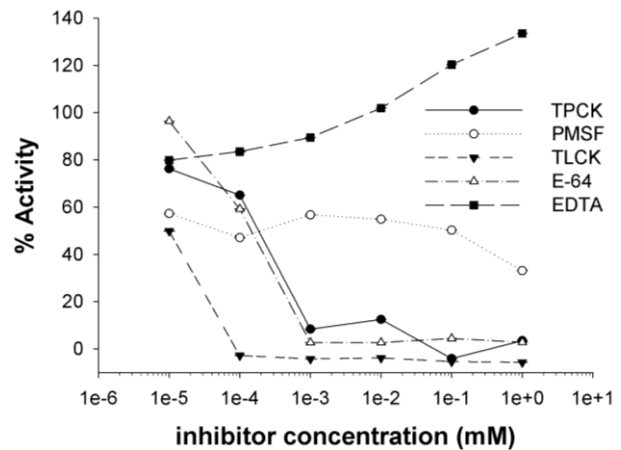 140
120
100
80
60
40
20
0
% Activity
TPCK
PMSF
TLCK
E-64
EDTA
1e-6 1e-5 1e-4 1e-3 1e-2 1e-1 1e+0 1e+1
inhibitor concentration (mM)